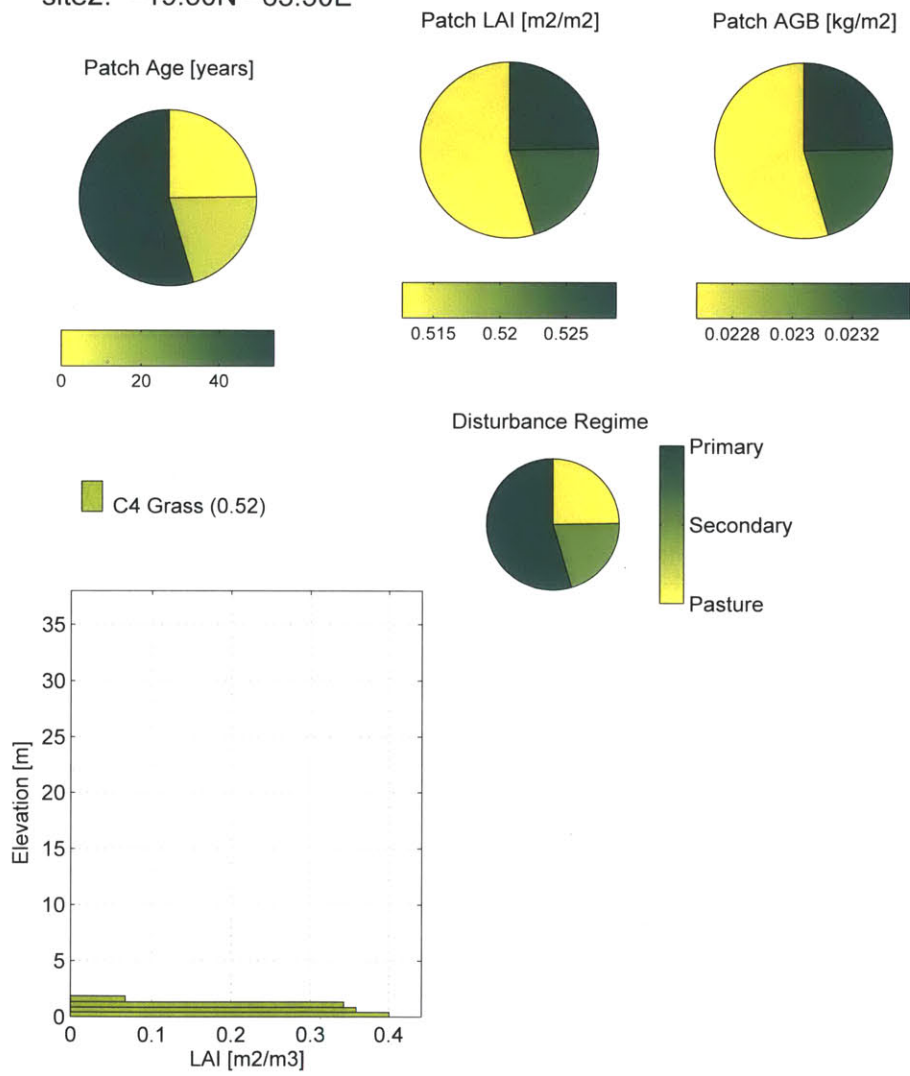 Patch LAI [m2/m2]
Patch AGB [kg/m2]
Patch Age [years]
0.515 0.52 0.525
0.0228 0.023 0.0232
0 20 40
Disturbance Regime
Primary
Secondary
Pasture
C4 Grass (0.52)
35
30
25
20
15
10
5
0
Elevation [m]
0 0.1 0.2 0.3 0.4
LAI [m2/m3]